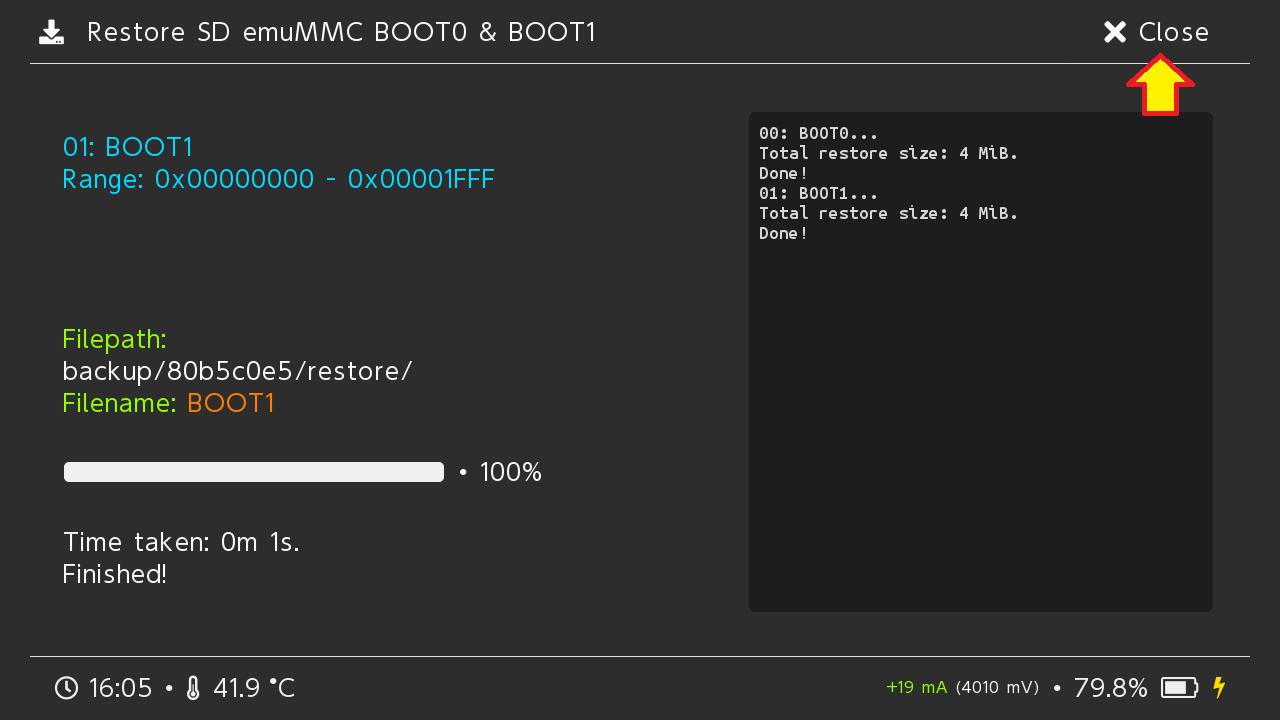 Restore SD emuMMC BOOT0 & BOOT1
Close
01: BOOT1
Range: 0x00000000 - 0x00001FFF
Filepath:
backup/80b5c0e5/restore/
Filename: BOOT1
• 100%
Time taken: 0m 1s.
Finished!
00: BOOT0...
Total restore size: 4 MiB.
Done!
01: BOOT1...
Total restore size: 4 MiB.
Done!
16:05 • 41.9 °C
+19 mA (4010 mV) • 79.8%